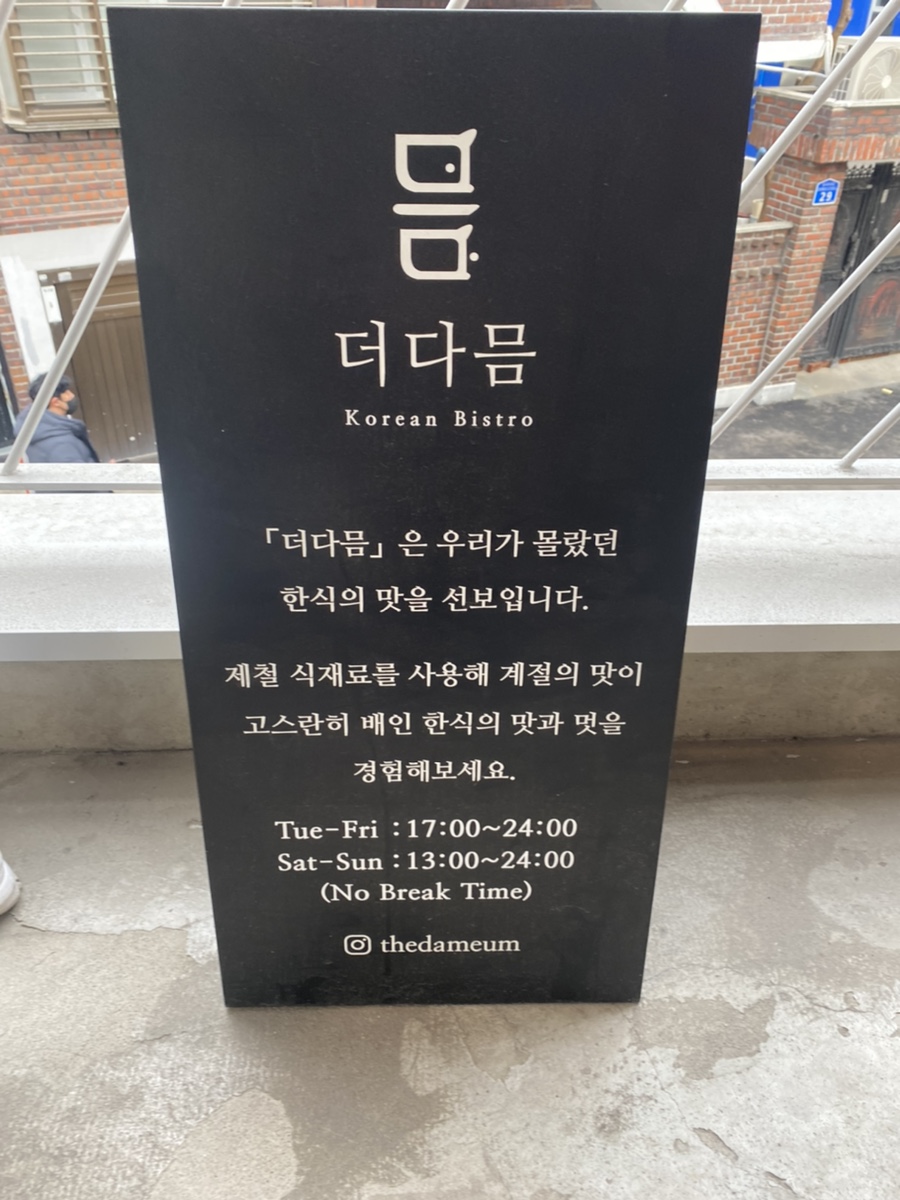 더다믐
Korean Bistro
「더다믐」은 우리가 몰랐던
한식의 맛을 선보입니다.
제철 식재료를 사용해 계절의 맛이
고스란히 배인 한식의 맛과 멋을
경험해보세요.
Tue-Fri :17:00~24:00
Sat-Sun :13:00~24:00
(No Break Time)
thedameum
29